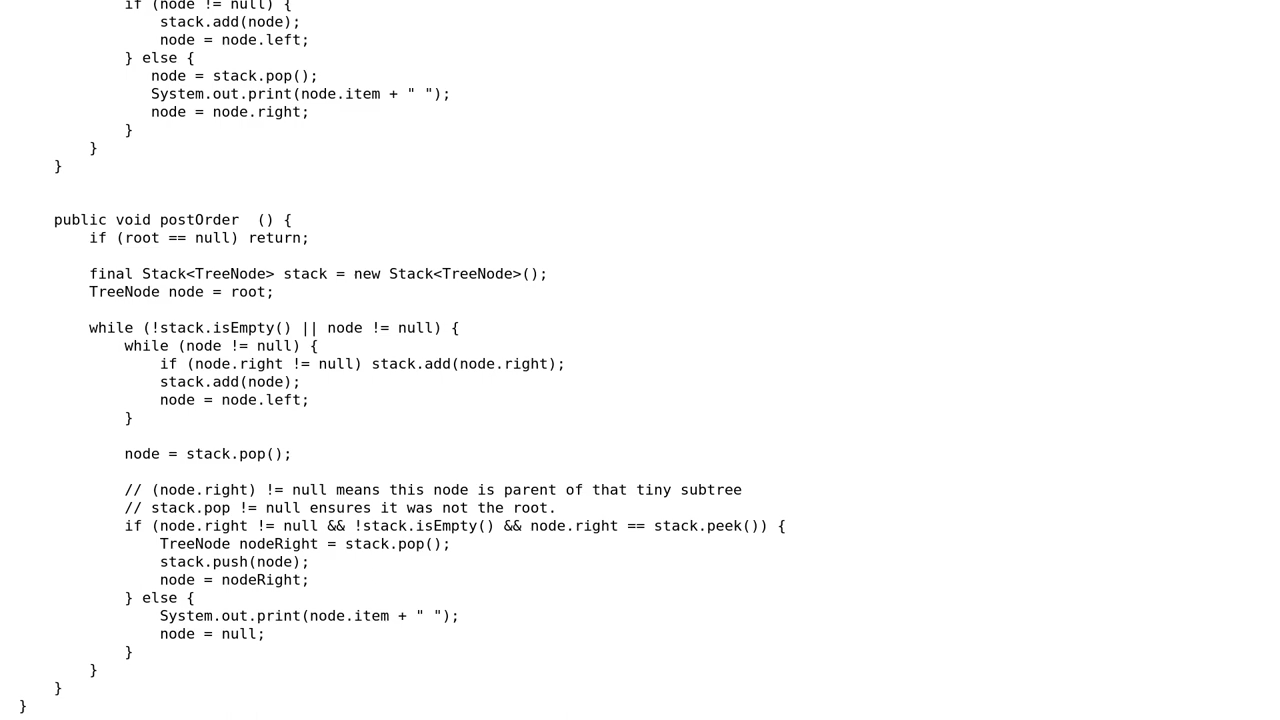 if (node != null) {
stack.add(node);
node = node.left;
} else {
node = stack.pop();
System.out.print(node.item + " ");
node = node.right;
}
}
}
public void postOrder  () {
if (root == null) return;
final Stack<TreeNode> stack = new Stack<TreeNode>();
TreeNode node = root;
while (!stack.isEmpty() || node != null) {
while (node != null) {
if (node.right != null) stack.add(node.right);
stack.add(node);
node = node.left;
}
node = stack.pop();
// (node.right) != null means this node is parent of that tiny subtree
// stack.pop != null ensures it was not the root.
if (node.right != null && !stack.isEmpty() && node.right == stack.peek()) {
TreeNode nodeRight = stack.pop();
stack.push(node);
node = nodeRight;
} else {
System.out.print(node.item + " ");
node = null;
}
}
}
}